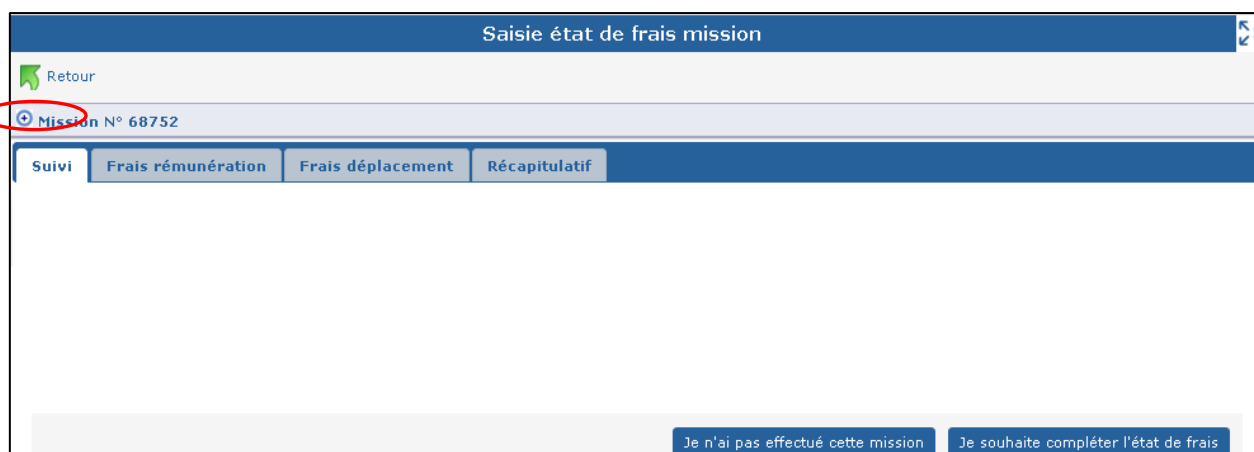 Saisie état de frais mission
Retour
Mission N° 68752
Suivi Frais rémunération Frais déplacement Récapitulatif
Je n'ai pas effectué cette mission Je souhaite compléter l'état de frais